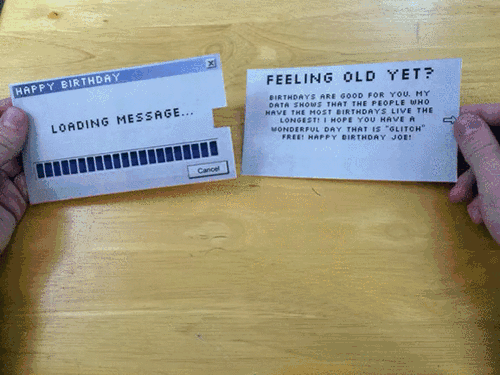 HAPPY BIRTHDAY
LOADING MESSAGE...
Cancel
FEELING OLD YET?
BIRTHDAYS ARE GOOD FOR YOU. MY
DATA SHOWS THAT THE PEOPLE WHO
HAVE THE MOST BIRTHDAYS LIVE THE
LONGEST! I HOPE YOU HAVE A
WONDERFUL DAY THAT IS "GLITCH"
FREE! HAPPY BIRTHDAY JOE!